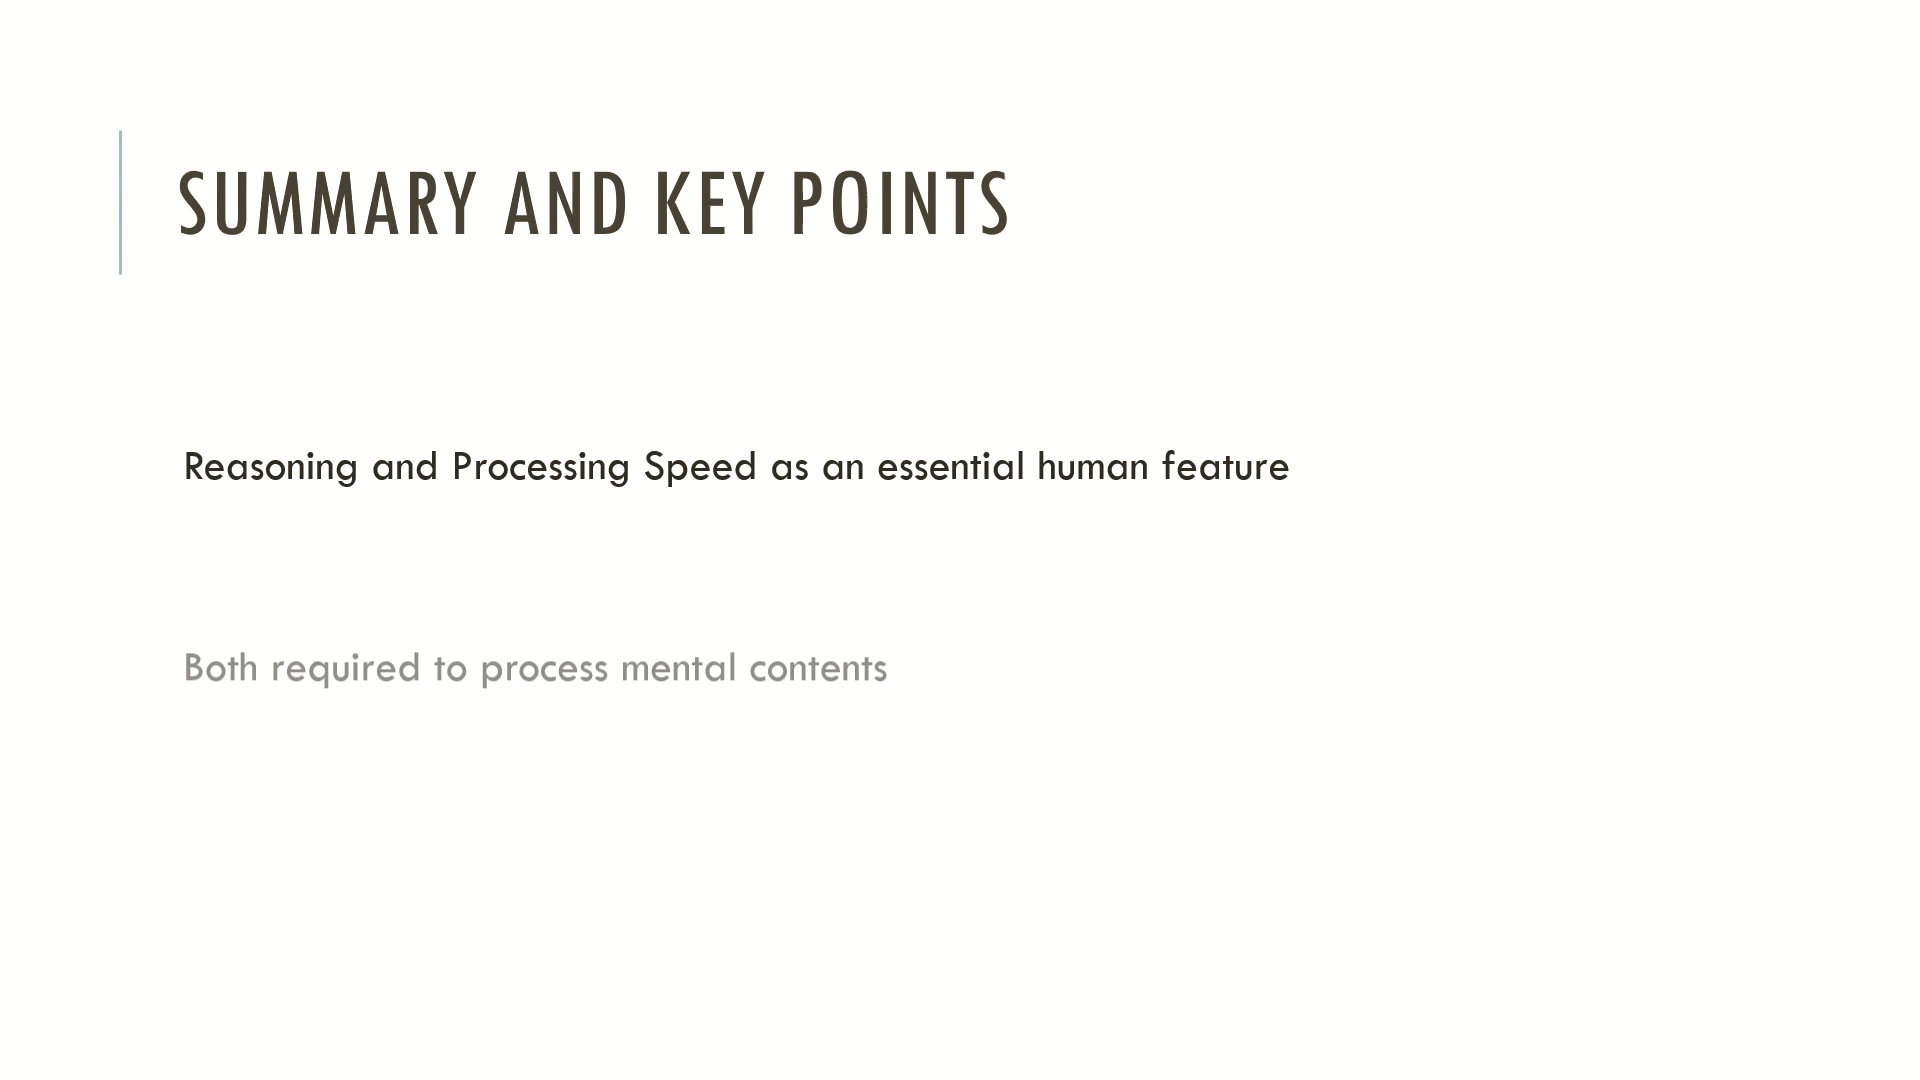 SUMMARY AND KEY POINTS
Reasoning and Processing Speed as an essential human feature
Both required to process mental contents